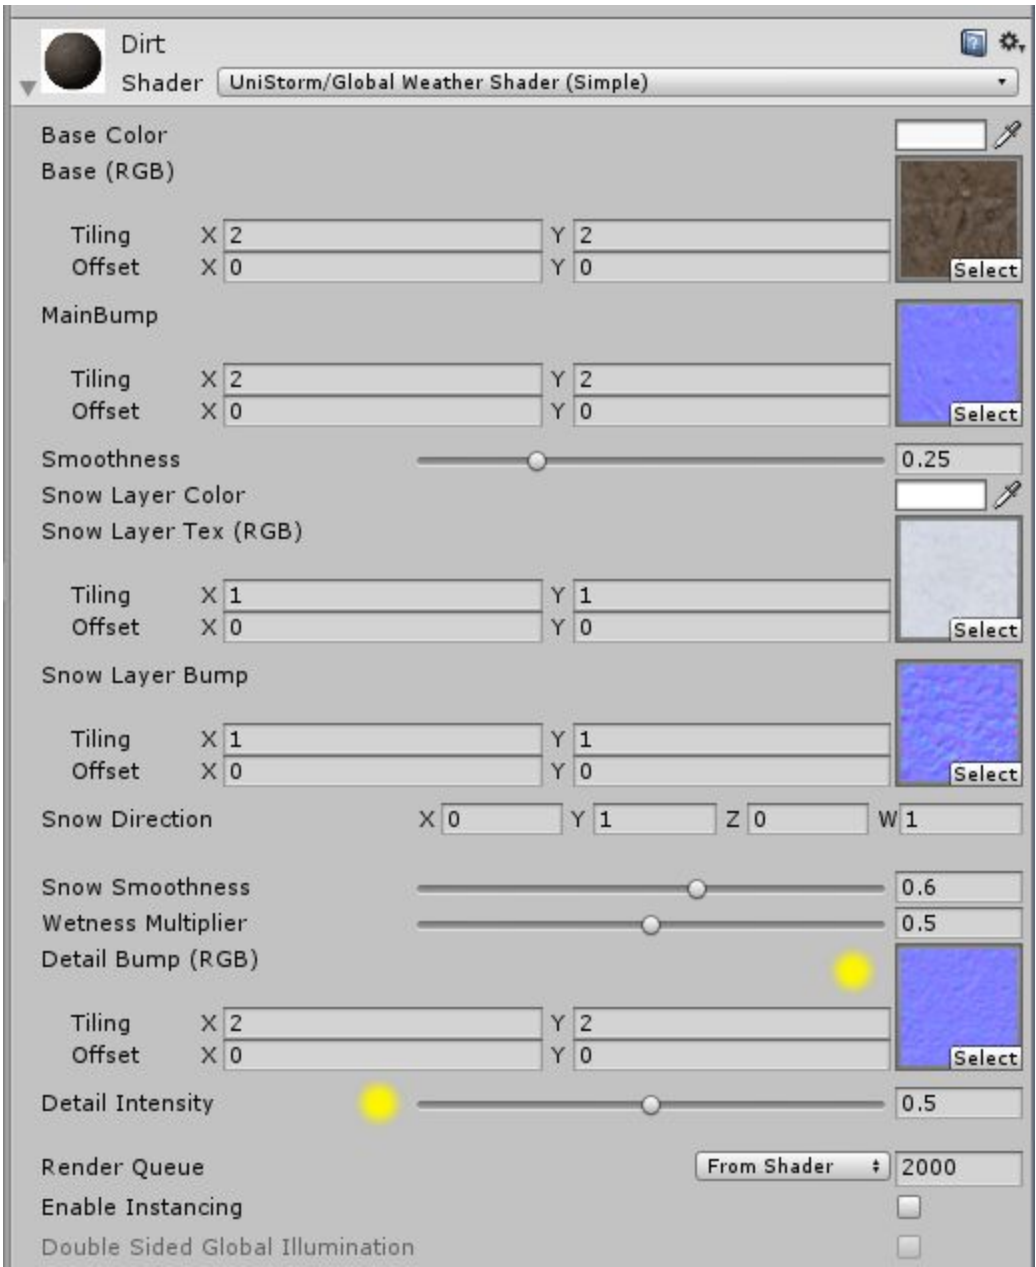 Dirt
Shader UniStorm/Global Weather Shader (Simple)
Base Color
Base (RGB)
Tiling X 2 Y 2
Offset X 0 Y 0
Select
MainBump
Tiling X 2 Y 2
Offset X 0 Y 0
Select
Smoothness 0.25
Snow Layer Color
Snow Layer Tex (RGB)
Tiling X 1 Y 1
Offset X 0 Y 0
Select
Snow Layer Bump
Tiling X 1 Y 1
Offset X 0 Y 0
Select
Snow Direction X 0 Y 1 Z 0 W 1
Snow Smoothness 0.6
Wetness Multiplier 0.5
Detail Bump (RGB)
Tiling X 2 Y 2
Offset X 0 Y 0
Select
Detail Intensity 0.5
Render Queue From Shader 2000
Enable Instancing
Double Sided Global Illumination